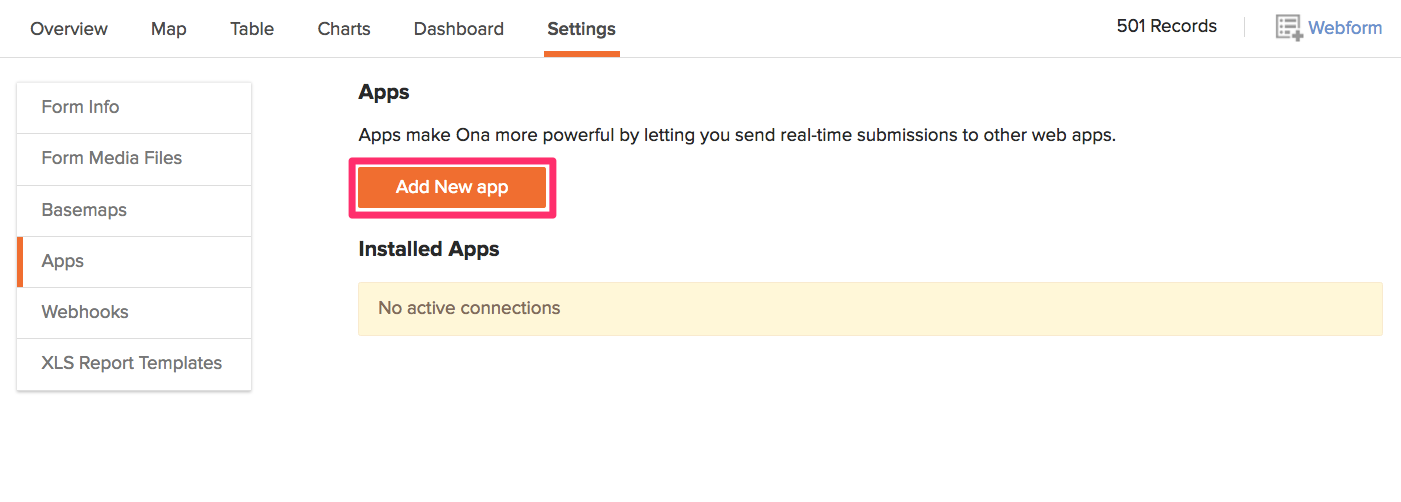 Overview Map Table Charts Dashboard Settings 501 Records Webform
Form Info
Form Media Files
Basemaps
Apps
Webhooks
XLS Report Templates
Apps
Apps make Ona more powerful by letting you send real-time submissions to other web apps.
Add New app
Installed Apps
No active connections